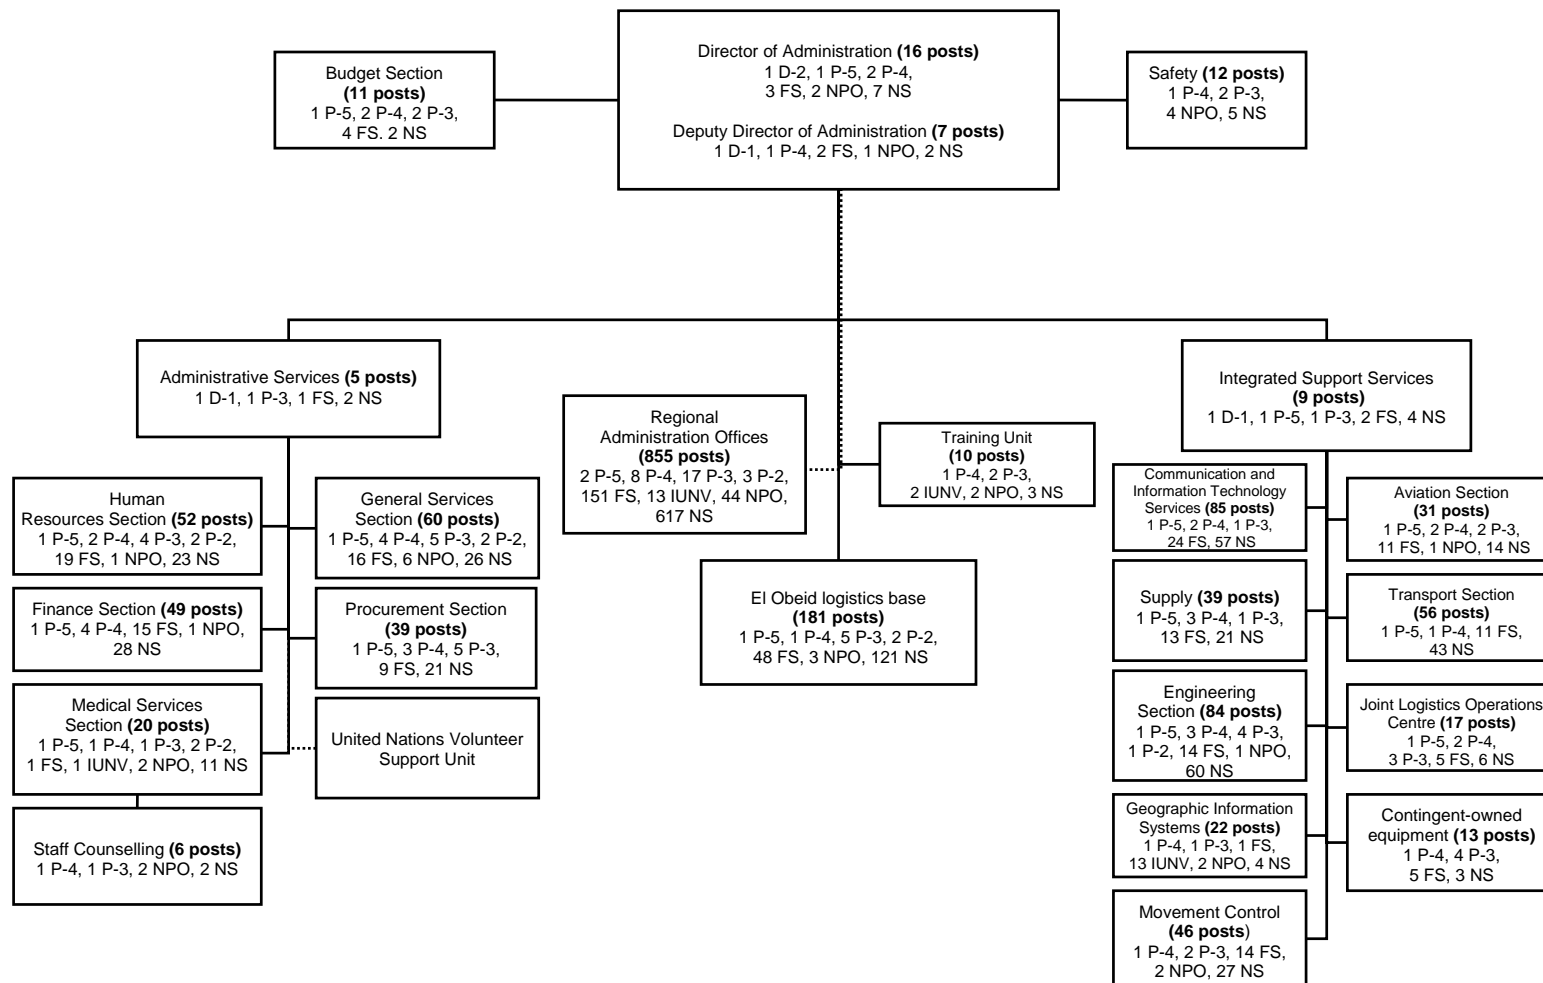 Director of Administration (16 posts)
1 D-2, 1 P-5, 2 P-4,
3 FS, 2 NPO, 7 NS
Deputy Director of Administration (7 posts)
1 D-1, 1 P-4, 2 FS, 1 NPO, 2 NS
Budget Section
(11 posts)
1 P-5, 2 P-4, 2 P-3,
4 FS. 2 NS
Safety (12 posts)
1 P-4, 2 P-3,
4 NPO, 5 NS
Administrative Services (5 posts)
1 D-1, 1 P-3, 1 FS, 2 NS
Human
Resources Section (52 posts)
1 P-5, 2 P-4, 4 P-3, 2 P-2,
19 FS, 1 NPO, 23 NS
General Services
Section (60 posts)
1 P-5, 4 P-4, 5 P-3, 2 P-2,
16 FS, 6 NPO, 26 NS
Finance Section (49 posts)
1 P-5, 4 P-4, 15 FS, 1 NPO,
28 NS
Procurement Section
(39 posts)
1 P-5, 3 P-4, 5 P-3,
9 FS, 21 NS
Medical Services
Section (20 posts)
1 P-5, 1 P-4, 1 P-3, 2 P-2,
1 FS, 1 IUNV, 2 NPO, 11 NS
United Nations Volunteer
Support Unit
Staff Counselling (6 posts)
1 P-4, 1 P-3, 2 NPO, 2 NS
Regional
Administration Offices
(855 posts)
2 P-5, 8 P-4, 17 P-3, 3 P-2,
151 FS, 13 IUNV, 44 NPO,
617 NS
Training Unit
(10 posts)
1 P-4, 2 P-3,
2 IUNV, 2 NPO, 3 NS
El Obeid logistics base
(181 posts)
1 P-5, 1 P-4, 5 P-3, 2 P-2,
48 FS, 3 NPO, 121 NS
Integrated Support Services
(9 posts)
1 D-1, 1 P-5, 1 P-3, 2 FS, 4 NS
Communication and
Information Technology
Services (85 posts)
1 P-5, 2 P-4, 1 P-3,
24 FS, 57 NS
Aviation Section
(31 posts)
1 P-5, 2 P-4, 2 P-3,
11 FS, 1 NPO, 14 NS
Supply (39 posts)
1 P-5, 3 P-4, 1 P-3,
13 FS, 21 NS
Transport Section
(56 posts)
1 P-5, 1 P-4, 11 FS,
43 NS
Engineering
Section (84 posts)
1 P-5, 3 P-4, 4 P-3,
1 P-2, 14 FS, 1 NPO,
60 NS
Joint Logistics Operations
Centre (17 posts)
1 P-5, 2 P-4,
3 P-3, 5 FS, 6 NS
Geographic Information
Systems (22 posts)
1 P-4, 1 P-3, 1 FS,
13 IUNV, 2 NPO, 4 NS
Contingent-owned
equipment (13 posts)
1 P-4, 4 P-3,
5 FS, 3 NS
Movement Control
(46 posts)
1 P-4, 2 P-3, 14 FS,
2 NPO, 27 NS